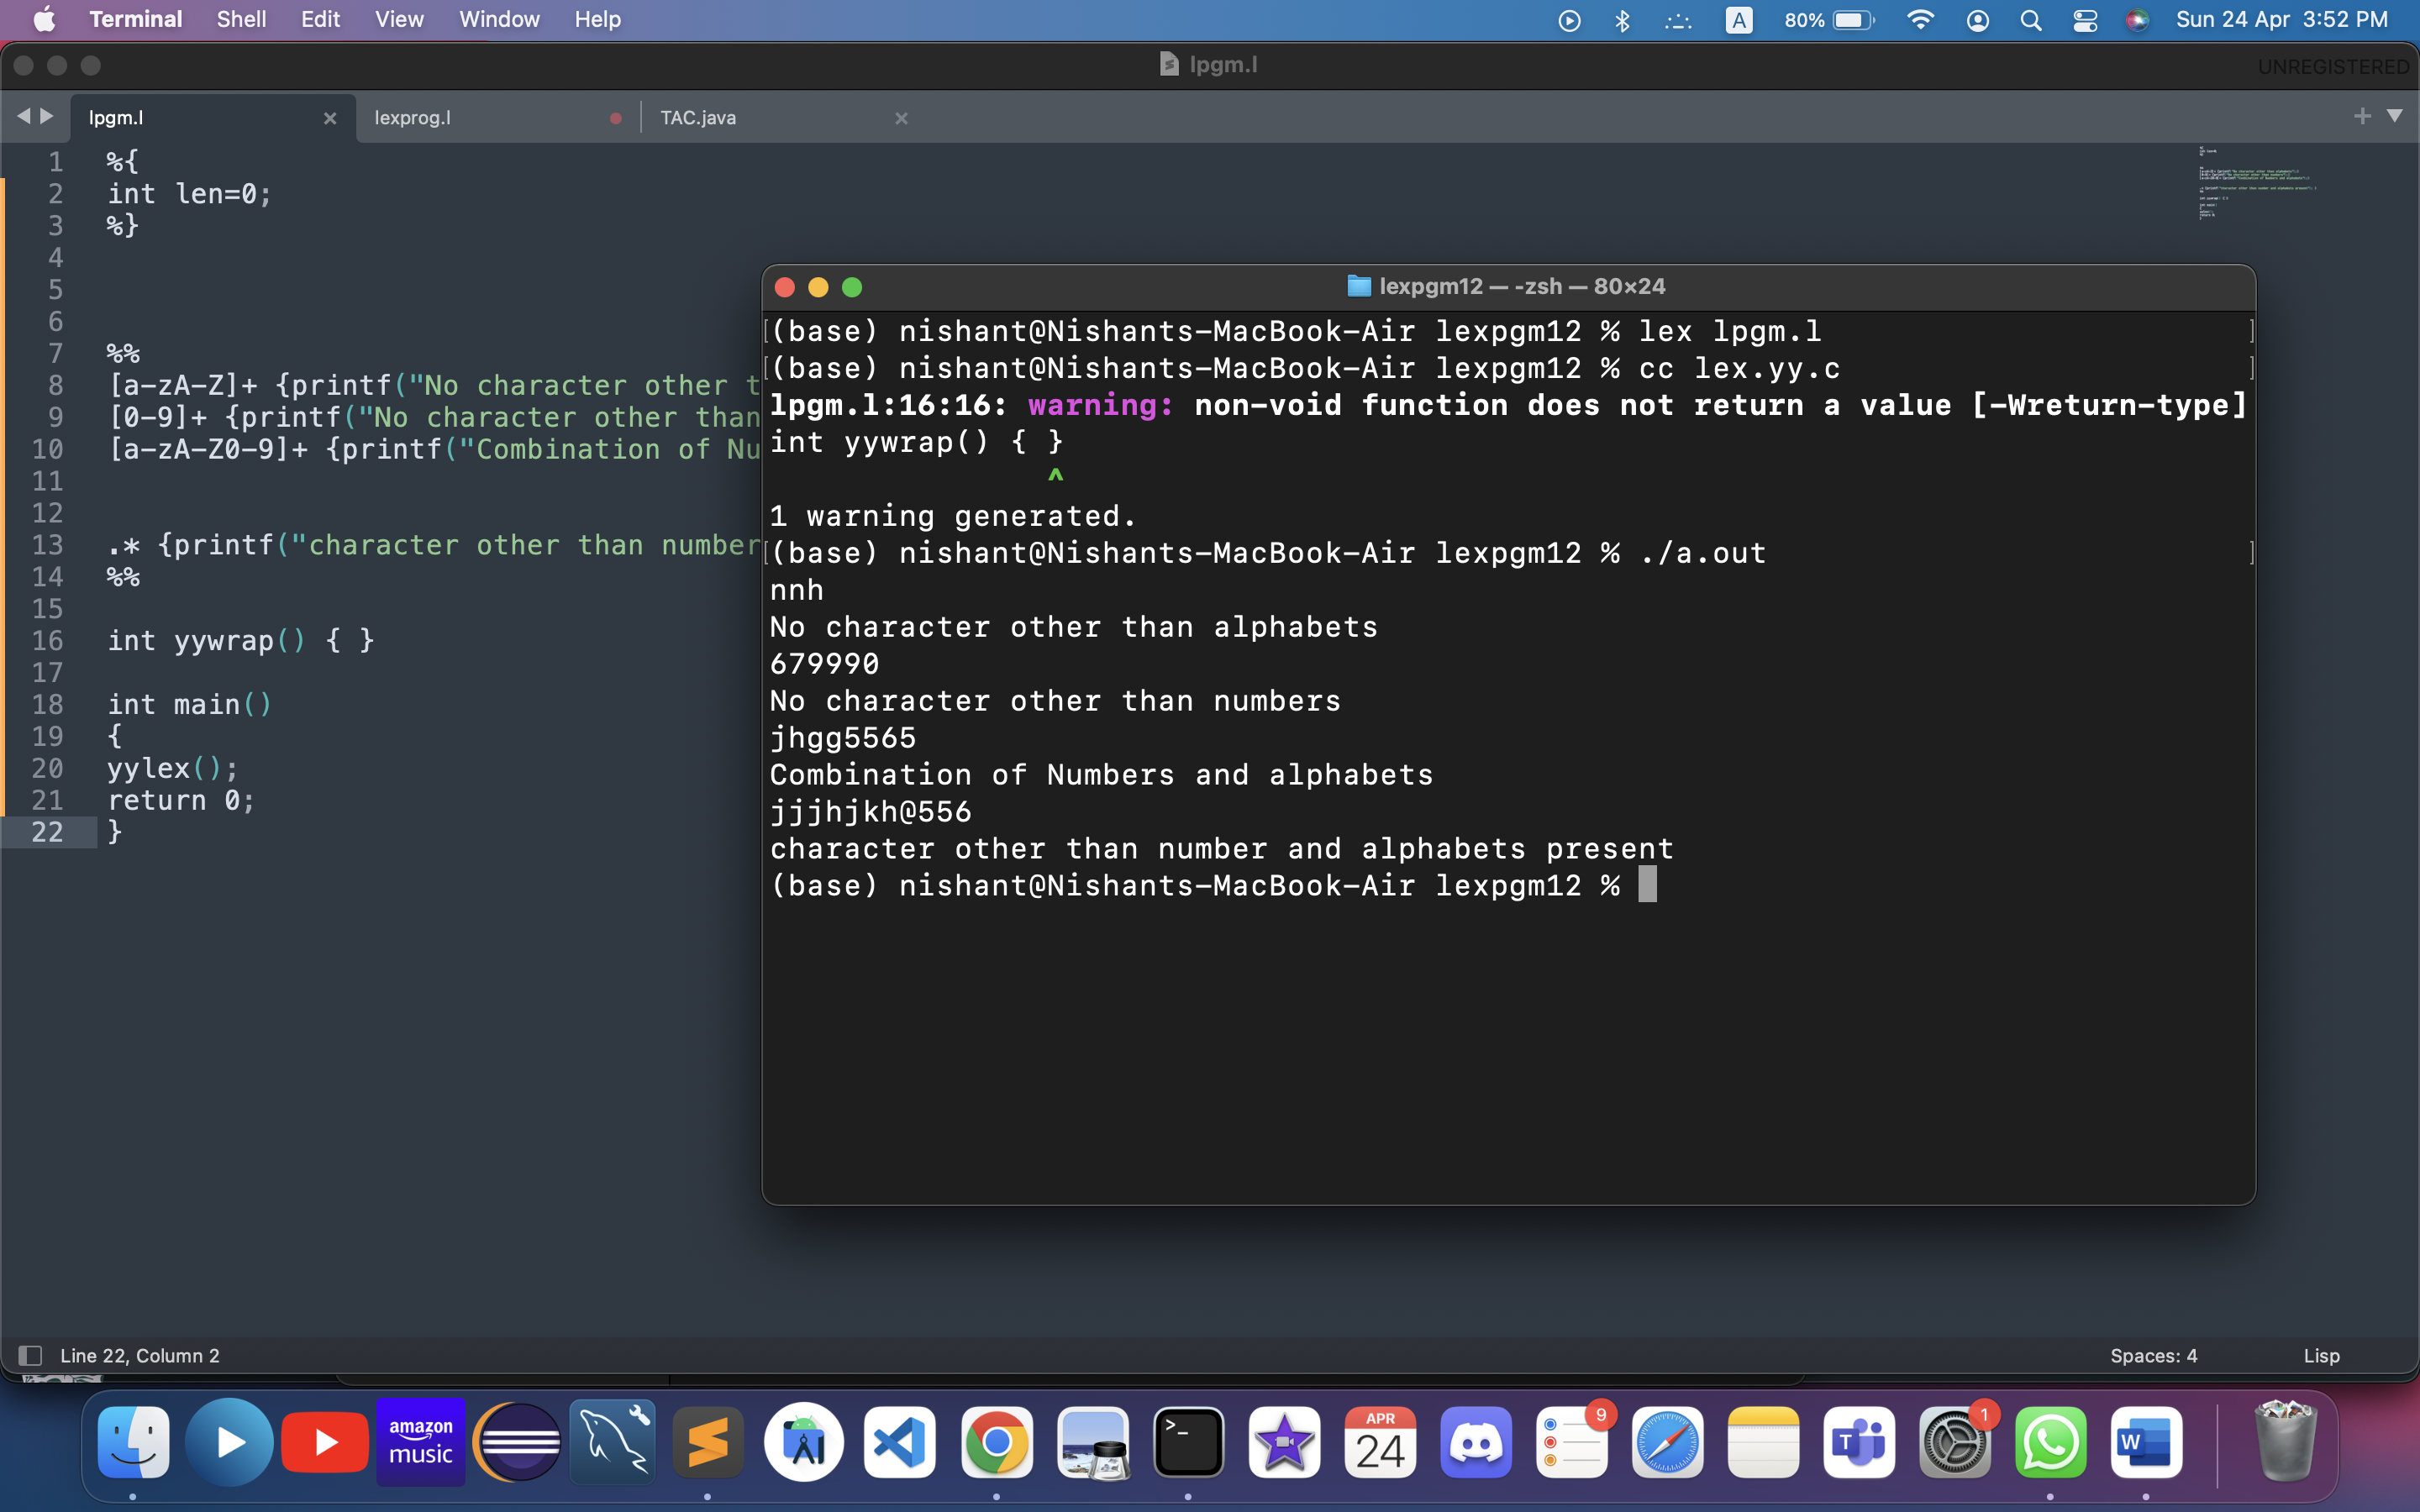 Terminal Shell Edit View Window Help 80% Sun 24 Apr 3:52 PM
lpgm.l UNREGISTERED
lpgm.l lexprog.l TAC.java
1 %{
2 int len=0;
3 %}
4
5
6
7 %%
8 [a-zA-Z]+ {printf("No character other t
9 [0-9]+ {printf("No character other than
10 [a-zA-Z0-9]+ {printf("Combination of Nu
11
12
13 .* {printf("character other than number
14 %%
15
16 int yywrap() { }
17
18 int main()
19 {
20 yylex();
21 return 0;
22 }
lexpgm12 — -zsh — 80×24
(base) nishant@Nishants-MacBook-Air lexpgm12 % lex lpgm.l
(base) nishant@Nishants-MacBook-Air lexpgm12 % cc lex.yy.c
lpgm.l:16:16: warning: non-void function does not return a value [-Wreturn-type]
int yywrap() { }
^
1 warning generated.
(base) nishant@Nishants-MacBook-Air lexpgm12 % ./a.out
nnh
No character other than alphabets
679990
No character other than numbers
jhgg5565
Combination of Numbers and alphabets
jjjhjkh@556
character other than number and alphabets present
(base) nishant@Nishants-MacBook-Air lexpgm12 %
Line 22, Column 2 Spaces: 4 Lisp
amazon
music
APR
24
9
1